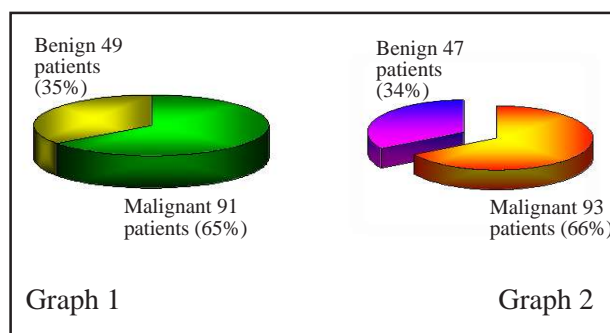 Benign 49
patients
(35%)
Malignant 91
patients (65%)
Graph 1
Benign 47
patients
(34%)
Malignant 93
patients (66%)
Graph 2